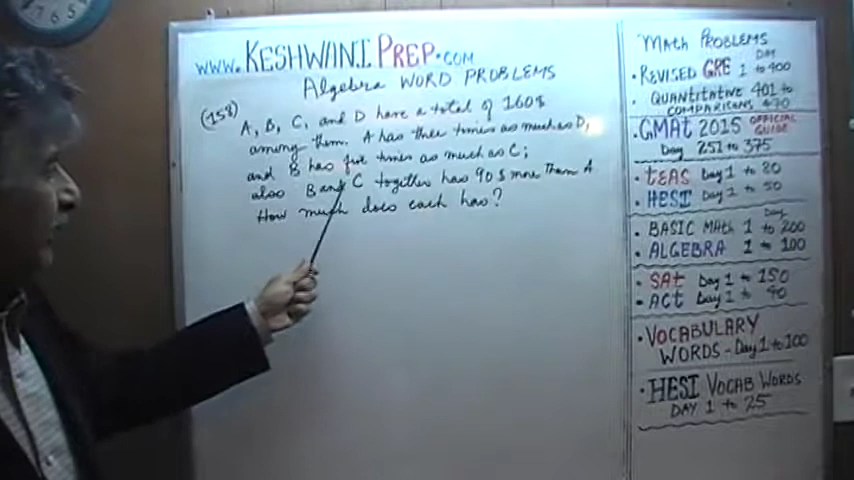 www.KESHWANIPREP.COM
Algebra WORD PROBLEMS
(158)
A, B, C, and D have a total of 160$
among them. A has three times as much as D,
and B has five times as much as C;
also B and C together has 90$ more than A
How much does each has?
MATH PROBLEMS
• REVISED GRE DAY 1 to 400
• QUANTITATIVE 401 to
COMPARISONS 470
• GMAt 2015 OFFICIAL GUIDE
Day 251 to 375
• tEAS Day 1 to 80
• HESI Day 1 to 50
• BASIC MAth Day 1 to 200
• ALGEBRA 1 to 100
• SAt Day 1 to 150
• ACt Day 1 to 90
• VOCABULARY
WORDS - Day 1 to 100
• HESI VOCAB WORDS
DAY 1 to 25
7 6 5